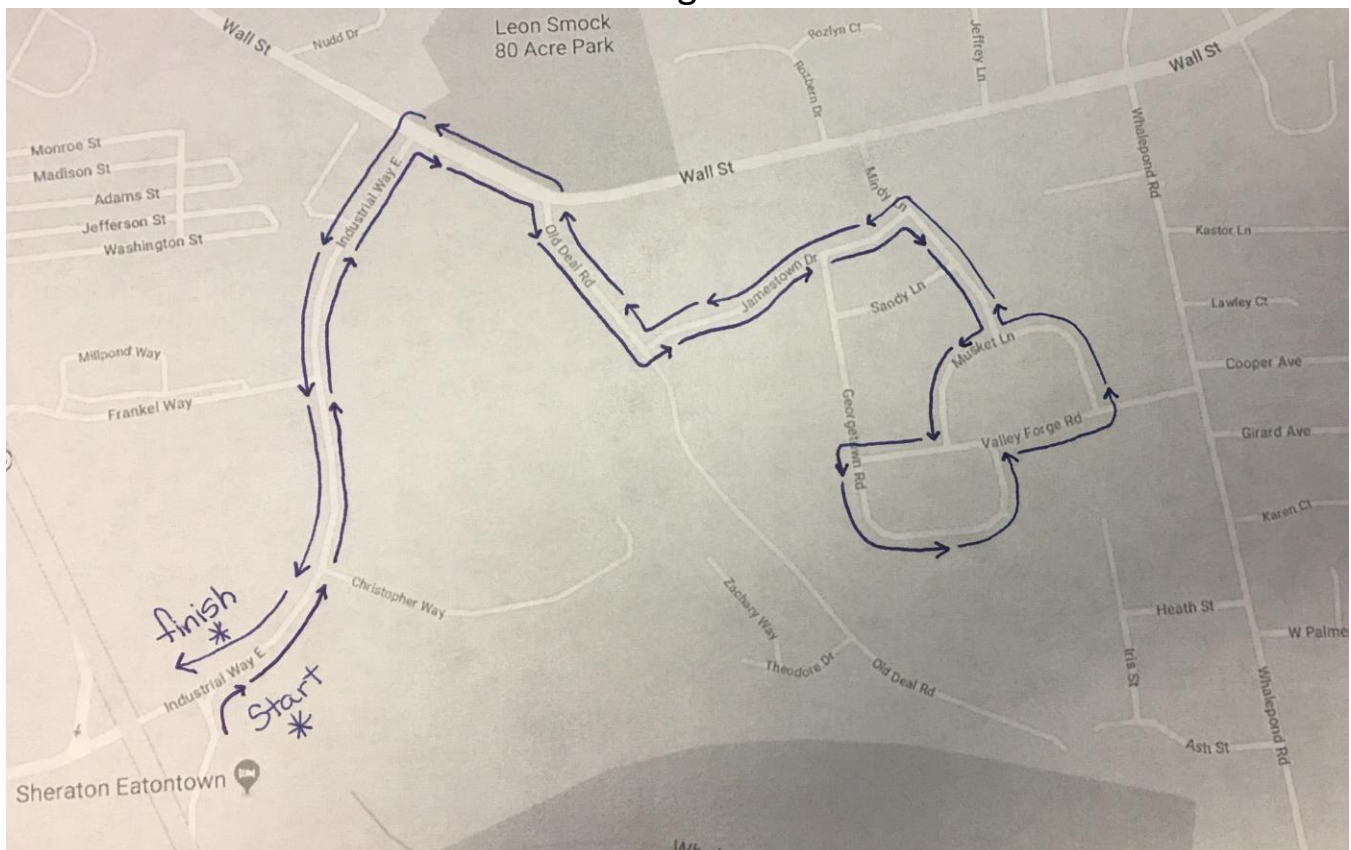 Leon Smock
80 Acre Park
Wall St
Nudd Dr
Rozlyn Ct
Rozbern Dr
Jeffrey Ln
Wall St
Monroe St
Madison St
Adams St
Jefferson St
Washington St
Industrial Way E
Wall St
Mindy Ln
Whalepond Rd
Kastor Ln
Old Deal Rd
Jamestown Dr
Sandy Ln
Lawley Ct
Millpond Way
Frankel Way
Musket Ln
Cooper Ave
Georgetown Rd
Valley Forge Rd
Girard Ave
Karen Ct
Christopher Way
Zachary Way
Heath St
W Palme
finish
*
Industrial Way E
Start
*
Theodore Dr
Old Deal Rd
Iris St
Whalepond Rd
Ash St
Sheraton Eatontown